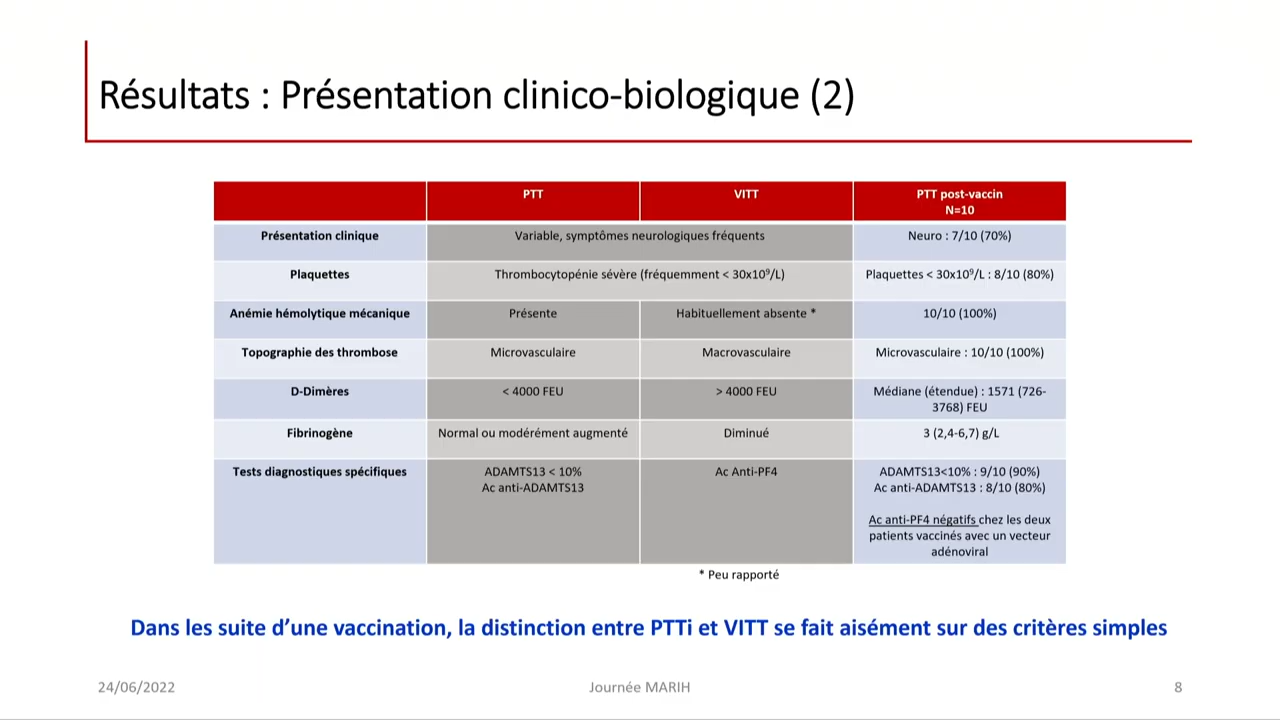 Résultats : Présentation clinico-biologique (2)
PTT
VITT
PTT post-vaccin
N=10
Présentation clinique
Variable, symptômes neurologiques fréquents
Neuro : 7/10 (70%)
Plaquettes
Thrombocytopénie sévère (fréquemment < 30x10⁹/L)
Plaquettes < 30x10⁹/L : 8/10 (80%)
Anémie hémolytique mécanique
Présente
Habituellement absente *
10/10 (100%)
Topographie des thrombose
Microvasculaire
Macrovasculaire
Microvasculaire : 10/10 (100%)
D-Dimères
< 4000 FEU
> 4000 FEU
Médiane (étendue) : 1571 (726-
3768) FEU
Fibrinogène
Normal ou modérément augmenté
Diminué
3 (2,4-6,7) g/L
Tests diagnostiques spécifiques
ADAMTS13 < 10%
Ac anti-ADAMTS13
Ac Anti-PF4
ADAMTS13<10% : 9/10 (90%)
Ac anti-ADAMTS13 : 8/10 (80%)
Ac anti-PF4 négatifs chez les deux
patients vaccinés avec un vecteur
adénoviral
* Peu rapporté
Dans les suite d’une vaccination, la distinction entre PTTi et VITT se fait aisément sur des critères simples
24/06/2022
Journée MARIH
8